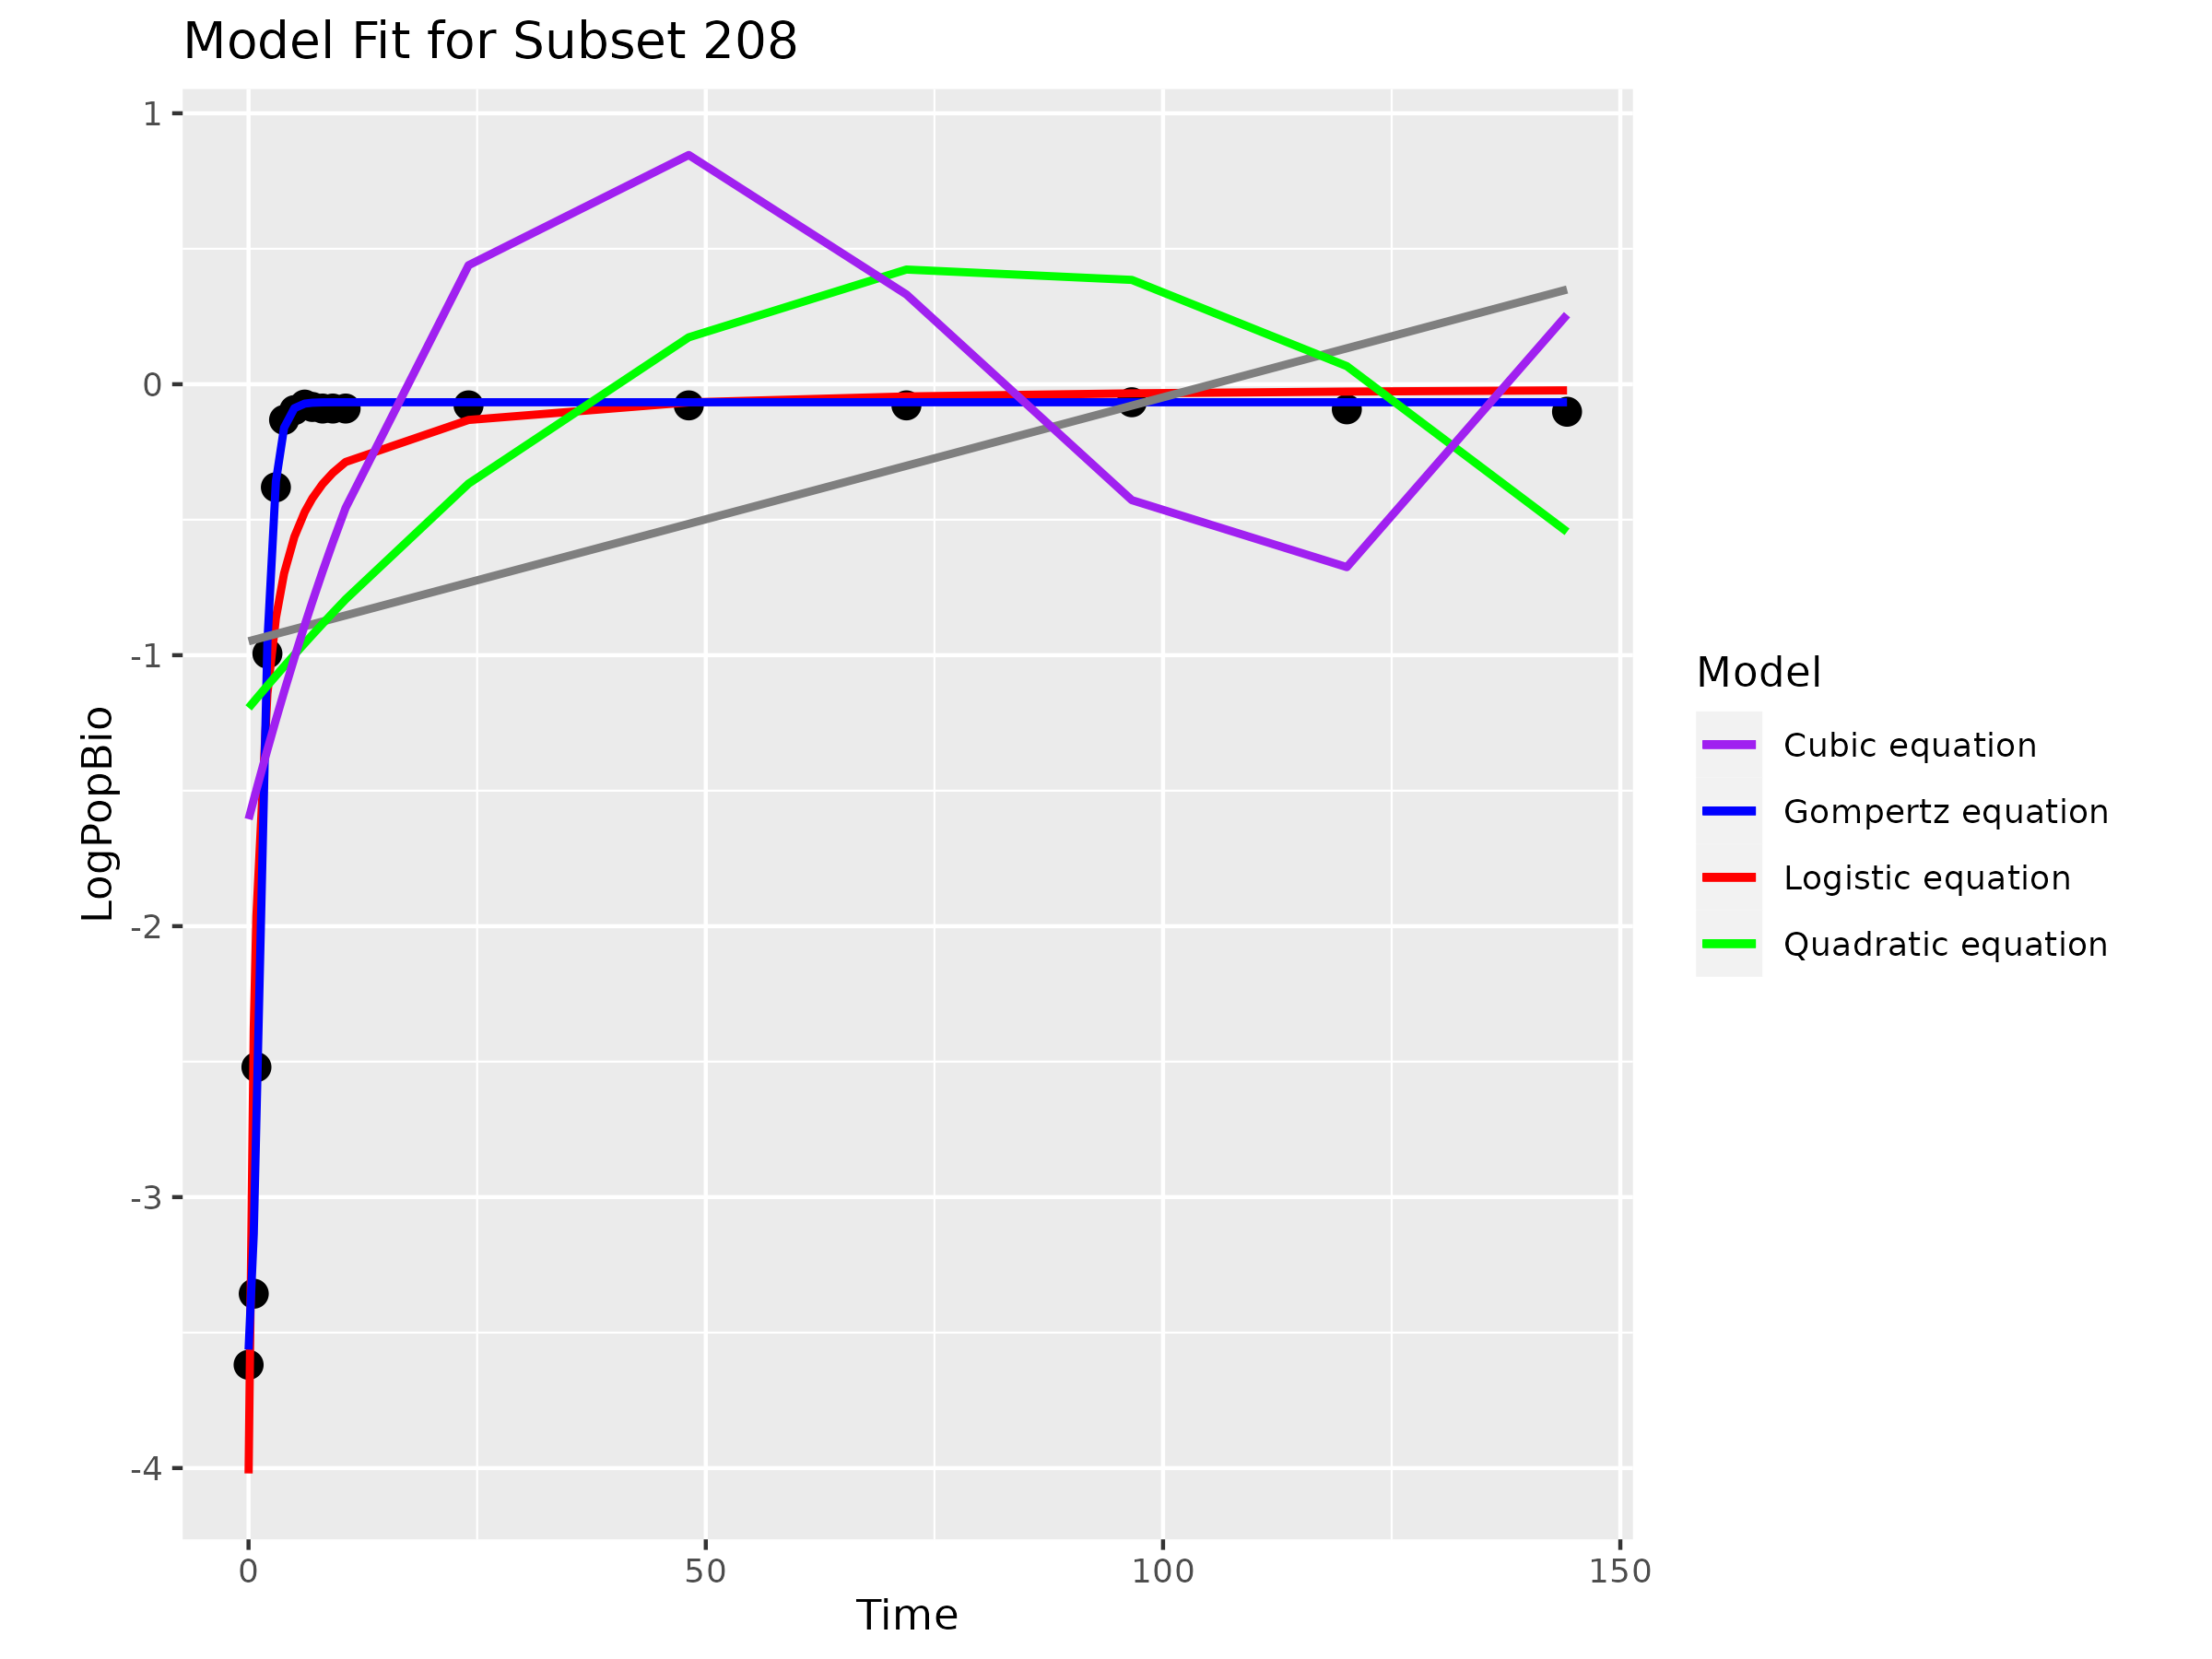 Model Fit for Subset 208
1
0
-1
-2
-3
-4
LogPopBio
0 50 100 150
Time
Model
Cubic equation
Gompertz equation
Logistic equation
Quadratic equation